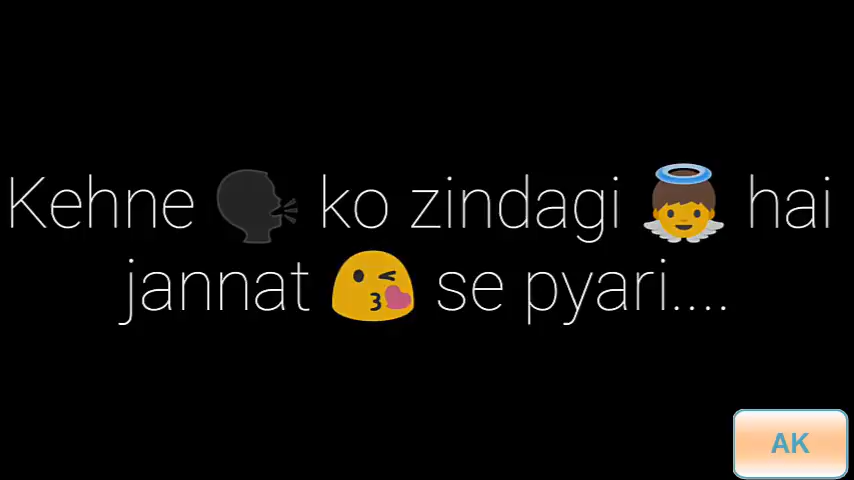 Kehne 🗣 ko zindagi 👼 hai
jannat 😘 se pyari....
AK